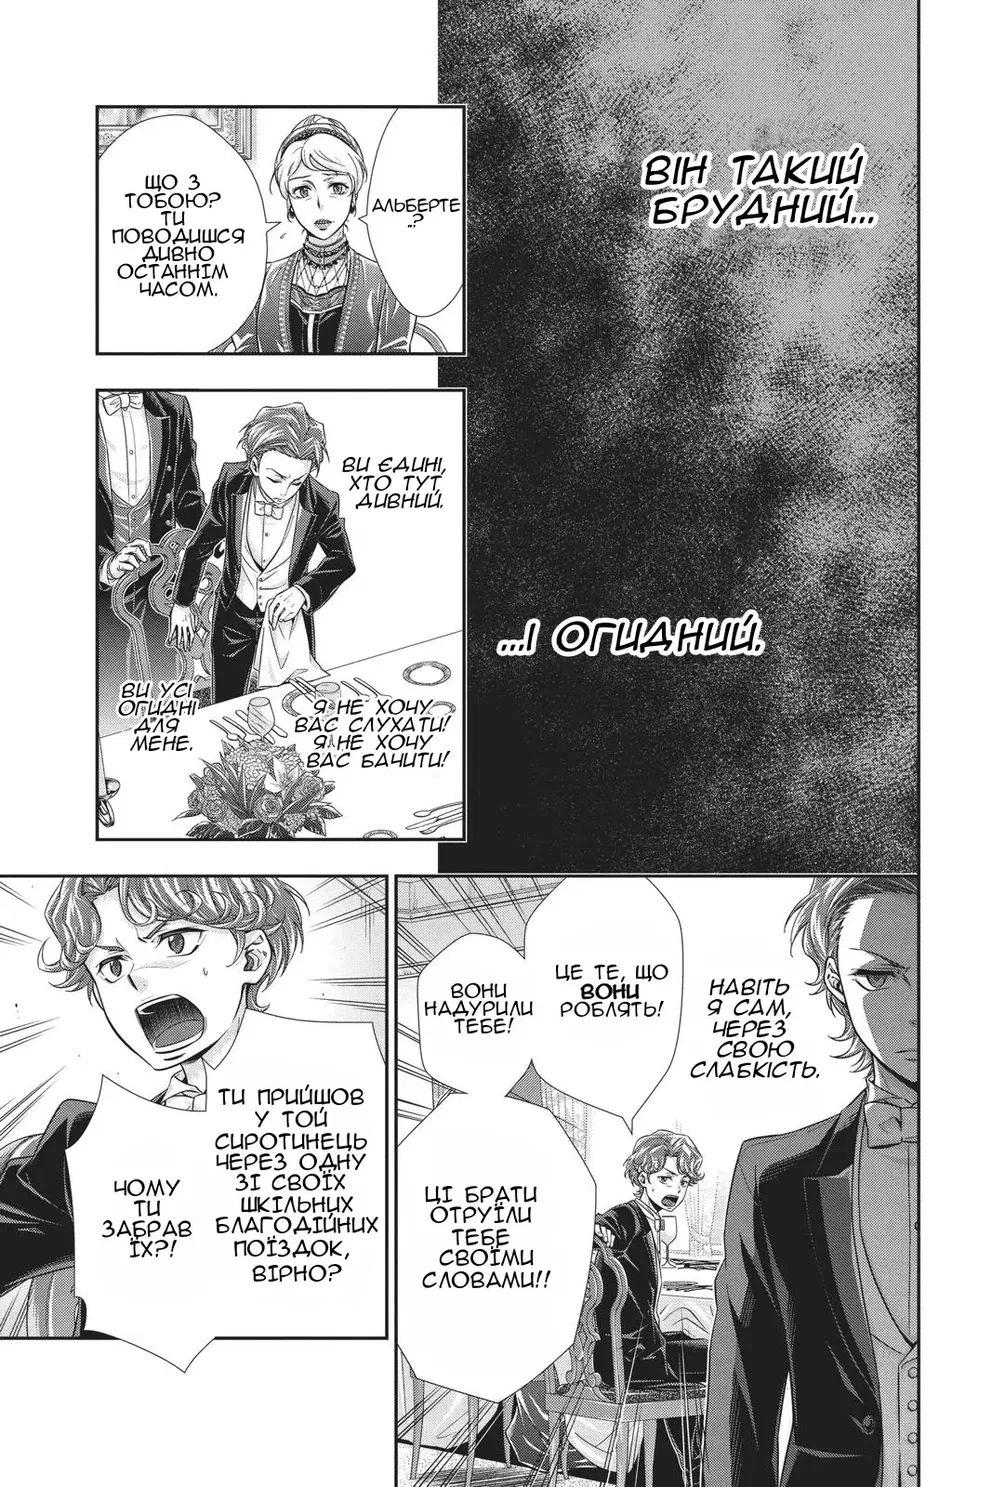 ВІН ТАКИЙ
БРУДНИЙ...
...І ОГИДНИЙ.
АЛЬБЕРТЕ
...?
ЩО З
ТОБОЮ?
ТИ
ПОВОДИШСЯ
ДИВНО
ОСТАННІМ
ЧАСОМ.
ВИ ЄДИНІ,
ХТО ТУТ
ДИВНИЙ.
Я НЕ ХОЧУ
ВАС СЛУХАТИ!
Я НЕ ХОЧУ
ВАС БАЧИТИ!
ВИ УСІ
ОГИДНІ
ДЛЯ
МЕНЕ.
НАВІТЬ
Я САМ,
ЧЕРЕЗ
СВОЮ
СЛАБКІСТЬ.
ЦЕ ТЕ, ЩО
ВОНИ
РОБЛЯТЬ!
ВОНИ
НАДУРИЛИ
ТЕБЕ!
ЦІ БРАТИ
ОТРУЇЛИ
ТЕБЕ
СВОЇМИ
СЛОВАМИ!!
ТИ ПРИЙШОВ
У ТОЙ
СИРОТИНЕЦЬ
ЧЕРЕЗ ОДНУ
ЗІ СВОЇХ
ШКІЛЬНИХ
БЛАГОДІЙНИХ
ПОЇЗДОК,
ВІРНО?
ЧОМУ
ТИ
ЗАБРАВ
ЇХ?!